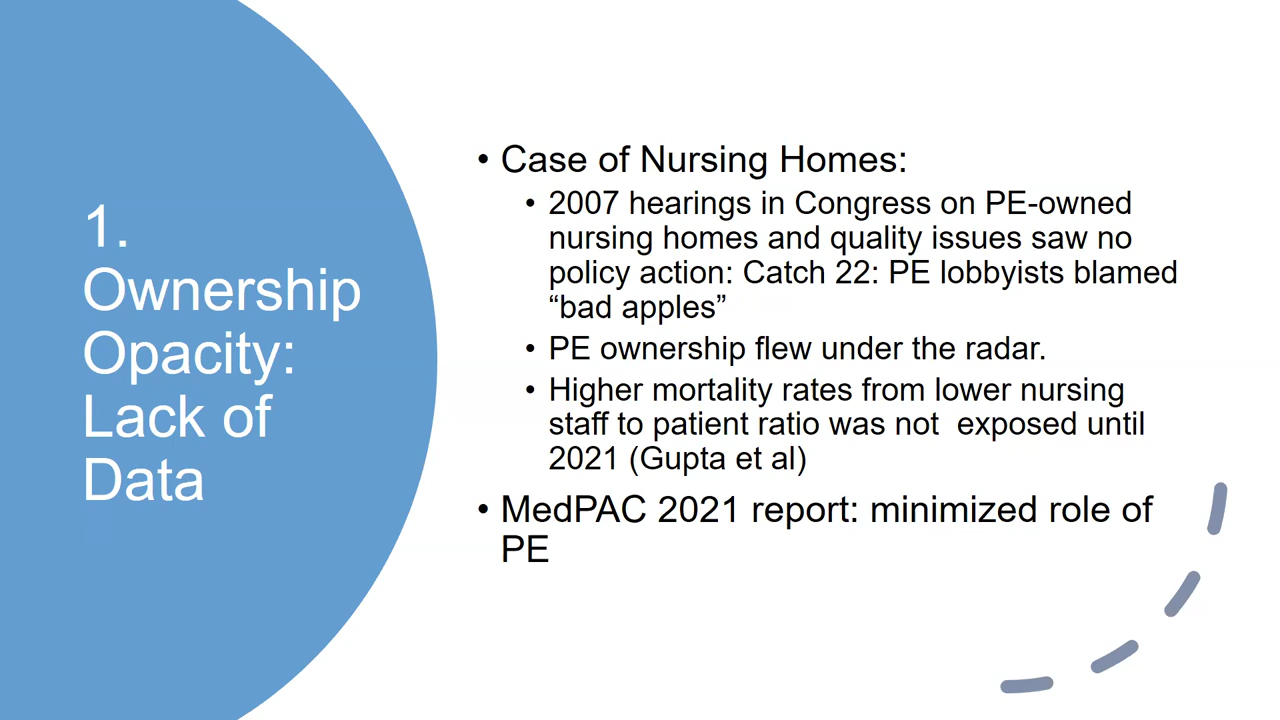 1.
Ownership
Opacity:
Lack of
Data
• Case of Nursing Homes:
• 2007 hearings in Congress on PE-owned
nursing homes and quality issues saw no
policy action: Catch 22: PE lobbyists blamed
“bad apples”
• PE ownership flew under the radar.
• Higher mortality rates from lower nursing
staff to patient ratio was not  exposed until
2021 (Gupta et al)
• MedPAC 2021 report: minimized role of
PE